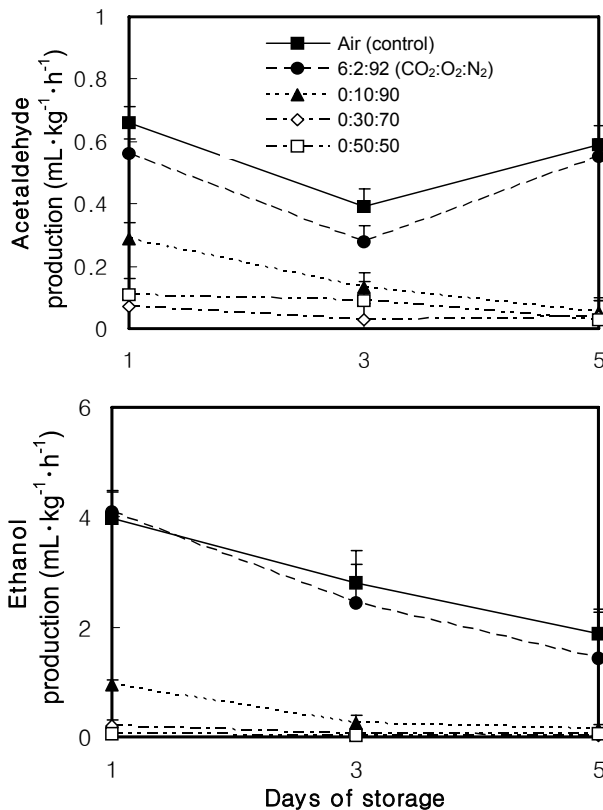 Acetaldehyde
production (mL·kg⁻¹·h⁻¹)
1
0.8
0.6
0.4
0.2
0
Air (control)
6:2:92 (CO₂:O₂:N₂)
0:10:90
0:30:70
0:50:50
1 3 5
Ethanol
production (mL·kg⁻¹·h⁻¹)
6
4
2
0
1 3 5
Days of storage